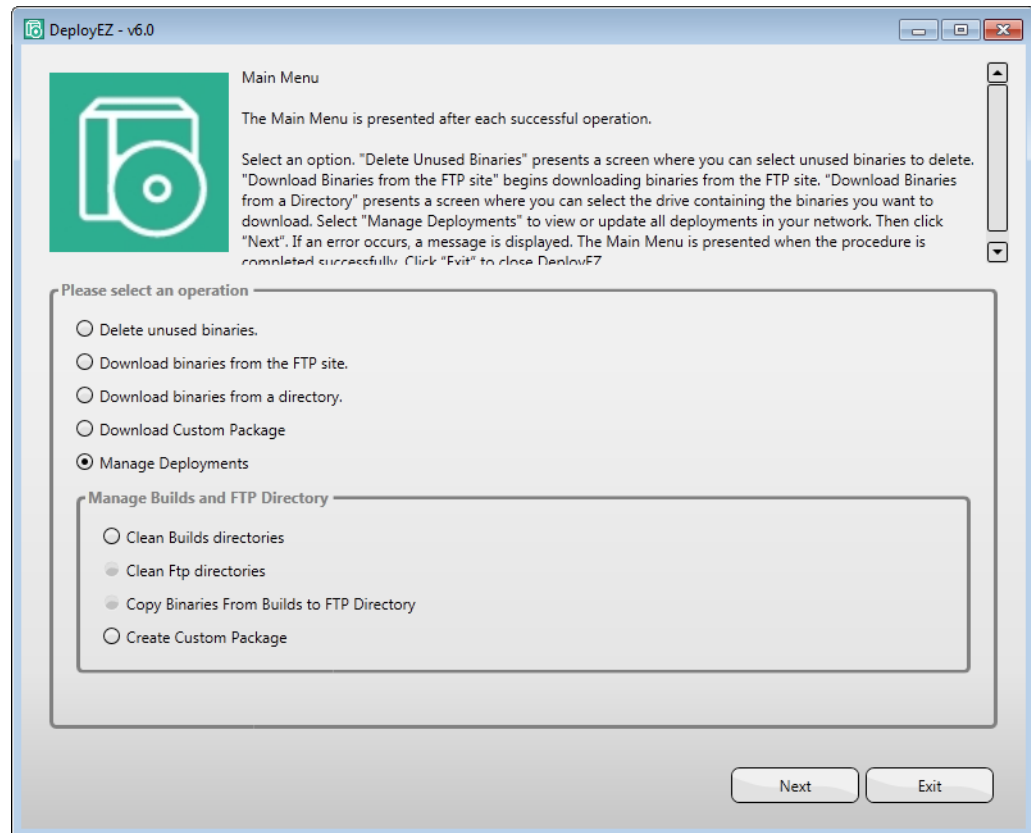 DeployEZ - v6.0
Main Menu
The Main Menu is presented after each successful operation.
Select an option. "Delete Unused Binaries" presents a screen where you can select unused binaries to delete.
"Download Binaries from the FTP site" begins downloading binaries from the FTP site. "Download Binaries
from a Directory" presents a screen where you can select the drive containing the binaries you want to
download. Select "Manage Deployments" to view or update all deployments in your network. Then click
"Next". If an error occurs, a message is displayed. The Main Menu is presented when the procedure is
completed successfully. Click "Exit" to close DeployEZ
Please select an operation
Delete unused binaries.
Download binaries from the FTP site.
Download binaries from a directory.
Download Custom Package
Manage Deployments
Manage Builds and FTP Directory
Clean Builds directories
Clean Ftp directories
Copy Binaries From Builds to FTP Directory
Create Custom Package
Next Exit